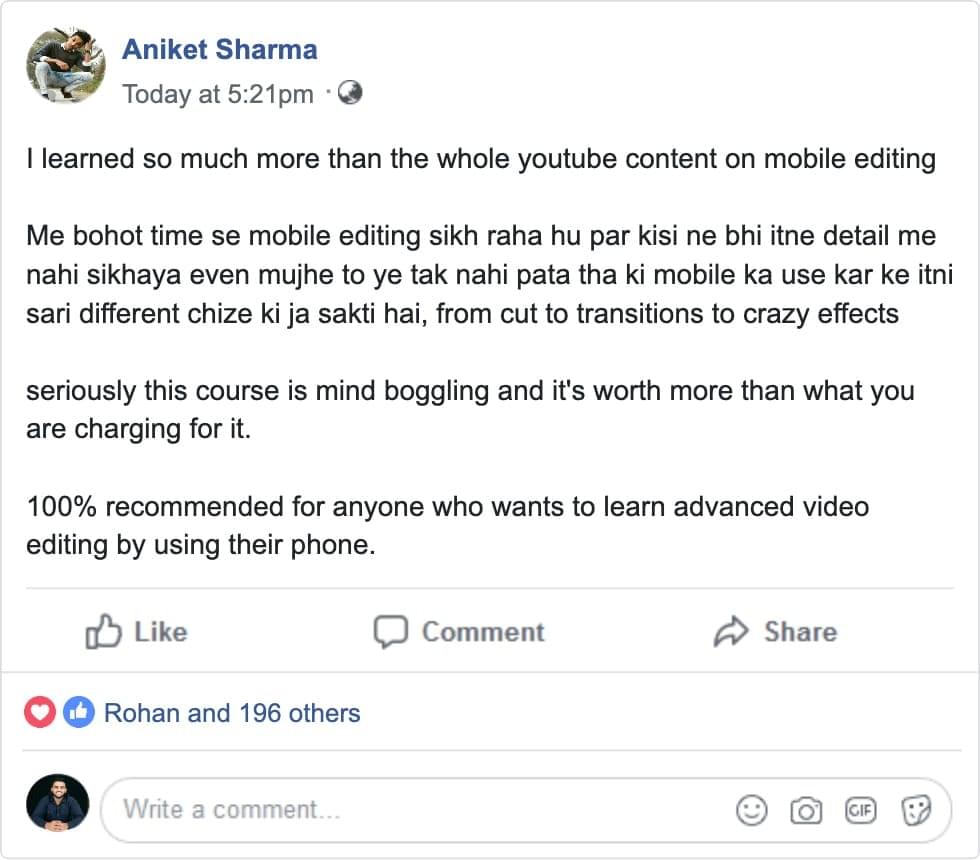 Aniket Sharma
Today at 5:21pm ·
I learned so much more than the whole youtube content on mobile editing
Me bohot time se mobile editing sikh raha hu par kisi ne bhi itne detail me
nahi sikhaya even mujhe to ye tak nahi pata tha ki mobile ka use kar ke itni
sari different chize ki ja sakti hai, from cut to transitions to crazy effects
seriously this course is mind boggling and it's worth more than what you
are charging for it.
100% recommended for anyone who wants to learn advanced video
editing by using their phone.
Like Comment Share
Rohan and 196 others
Write a comment... GIF